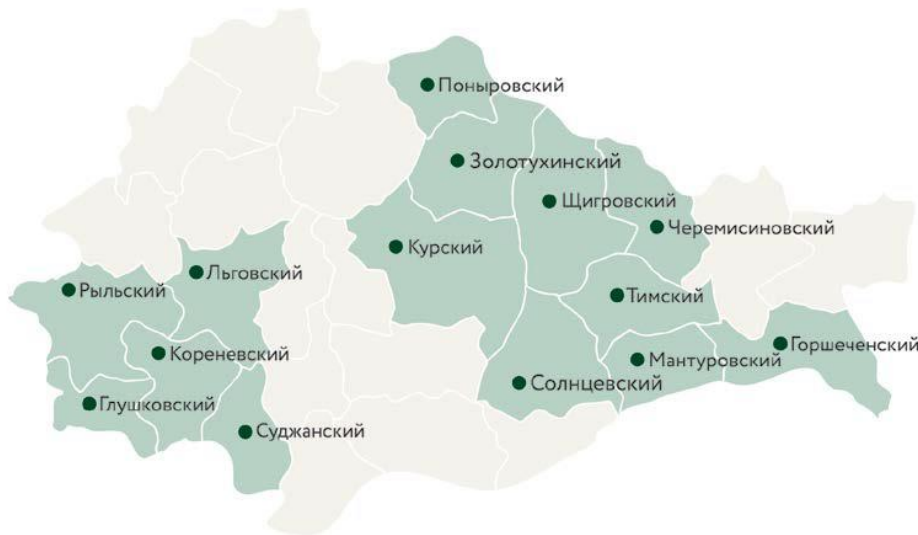 Поныровский
Золотухинский
Щигровский
Черемисиновский
Курский
Льговский
Рыльский
Тимский
Горшеченский
Кореневский
Мантуровский
Солнцевский
Глушковский
Суджанский